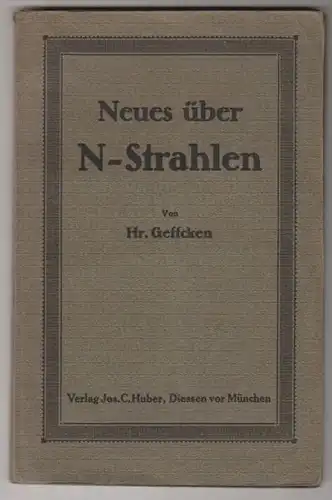 Neues über
N-Strahlen
Von
Hr. Geffcken
Verlag Jos. C. Huber, Diessen vor München